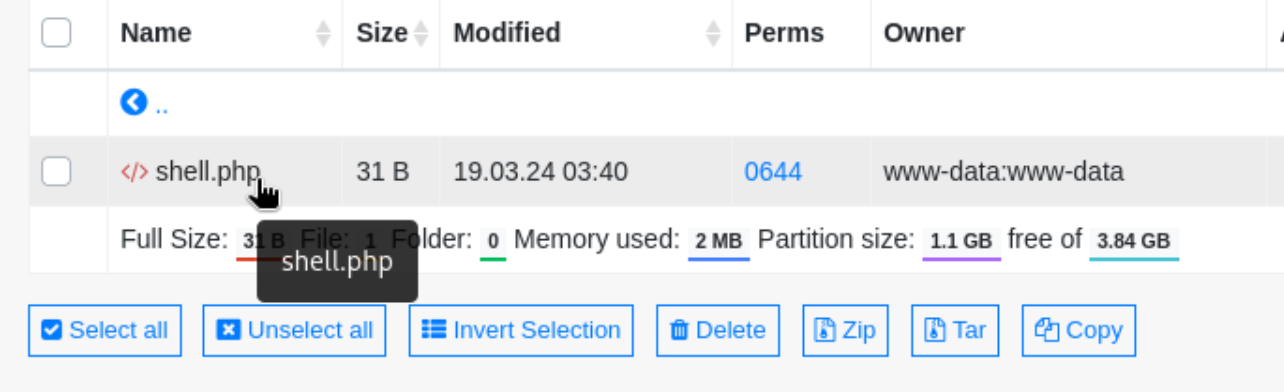 Name Size Modified Perms Owner
..
</> shell.php 31 B 19.03.24 03:40 0644 www-data:www-data
Full Size: 31 B File: 1 Folder: 0 Memory used: 2 MB Partition size: 1.1 GB free of 3.84 GB
shell.php
Select all Unselect all Invert Selection Delete Zip Tar Copy